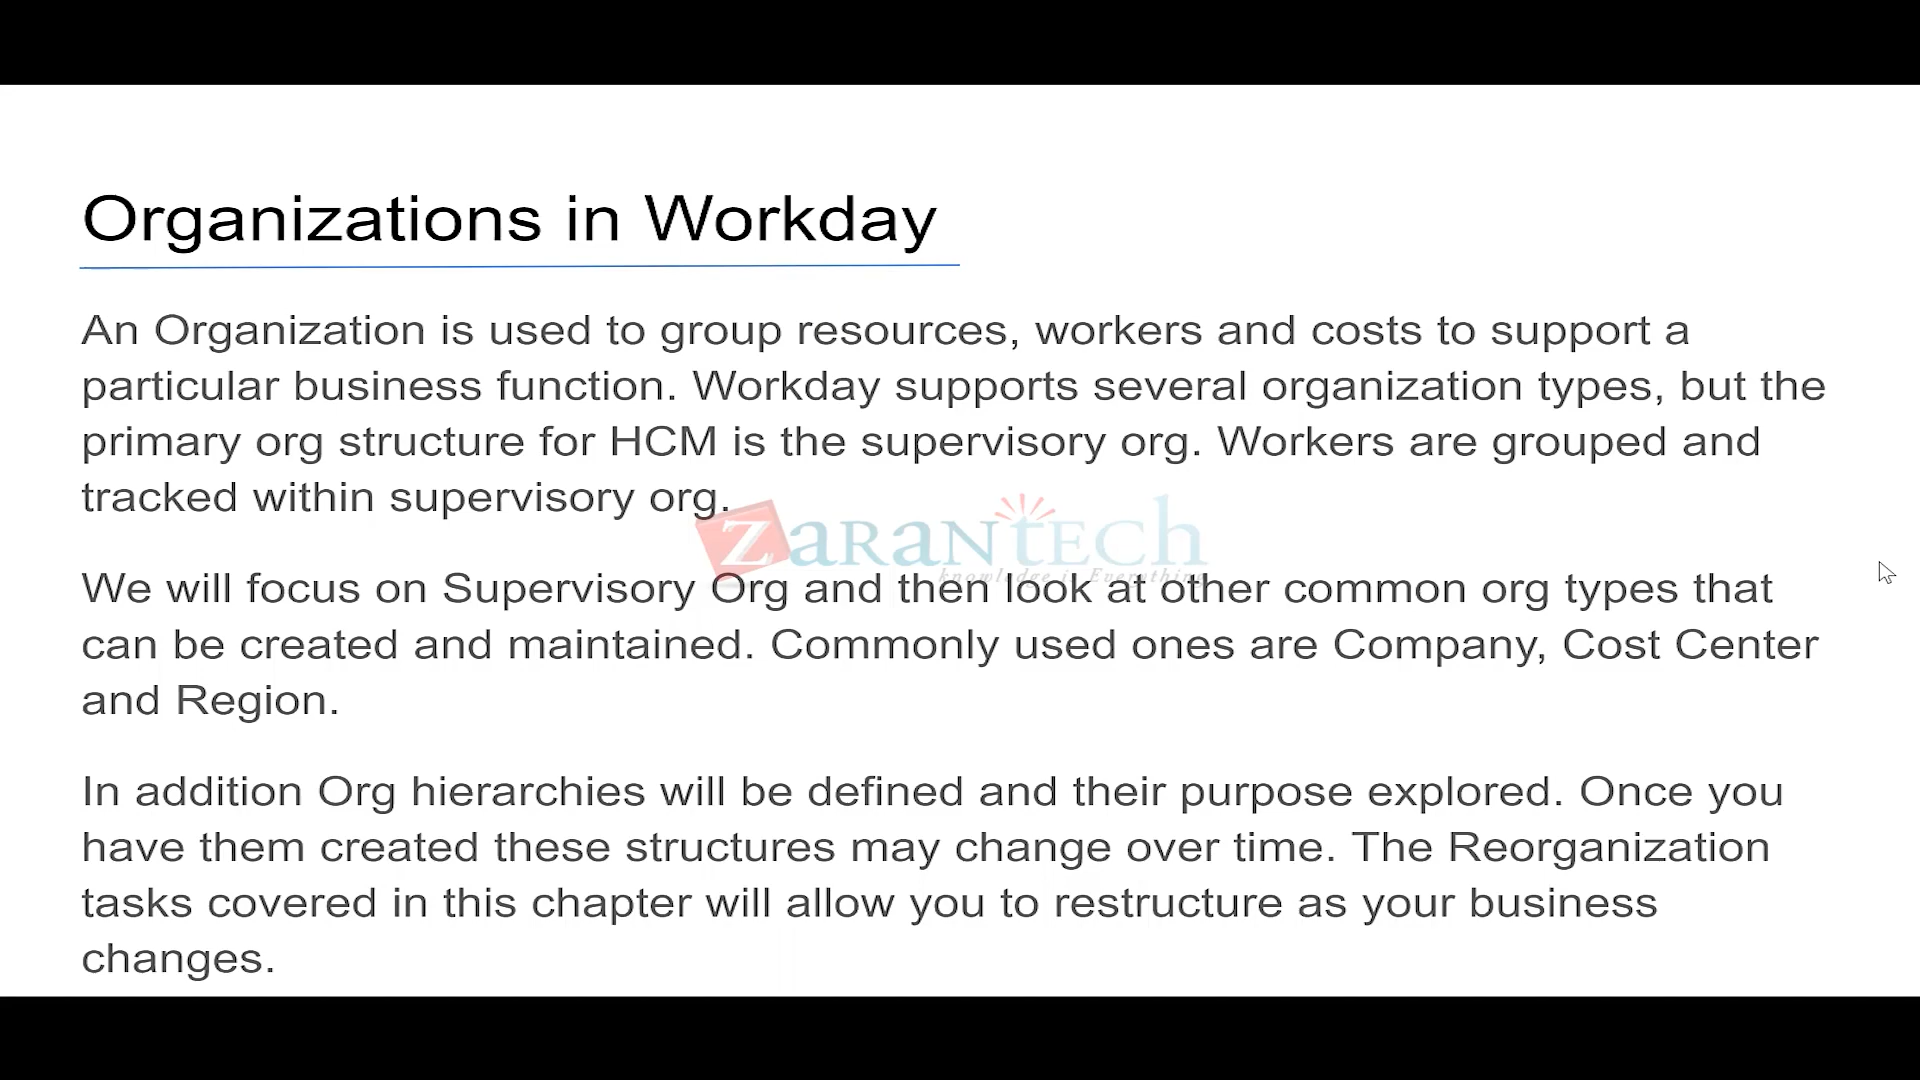 Organizations in Workday
An Organization is used to group resources, workers and costs to support a
particular business function. Workday supports several organization types, but the
primary org structure for HCM is the supervisory org. Workers are grouped and
tracked within supervisory org.
ZaranTech
knowledge is Everything
We will focus on Supervisory Org and then look at other common org types that
can be created and maintained. Commonly used ones are Company, Cost Center
and Region.
In addition Org hierarchies will be defined and their purpose explored. Once you
have them created these structures may change over time. The Reorganization
tasks covered in this chapter will allow you to restructure as your business
changes.